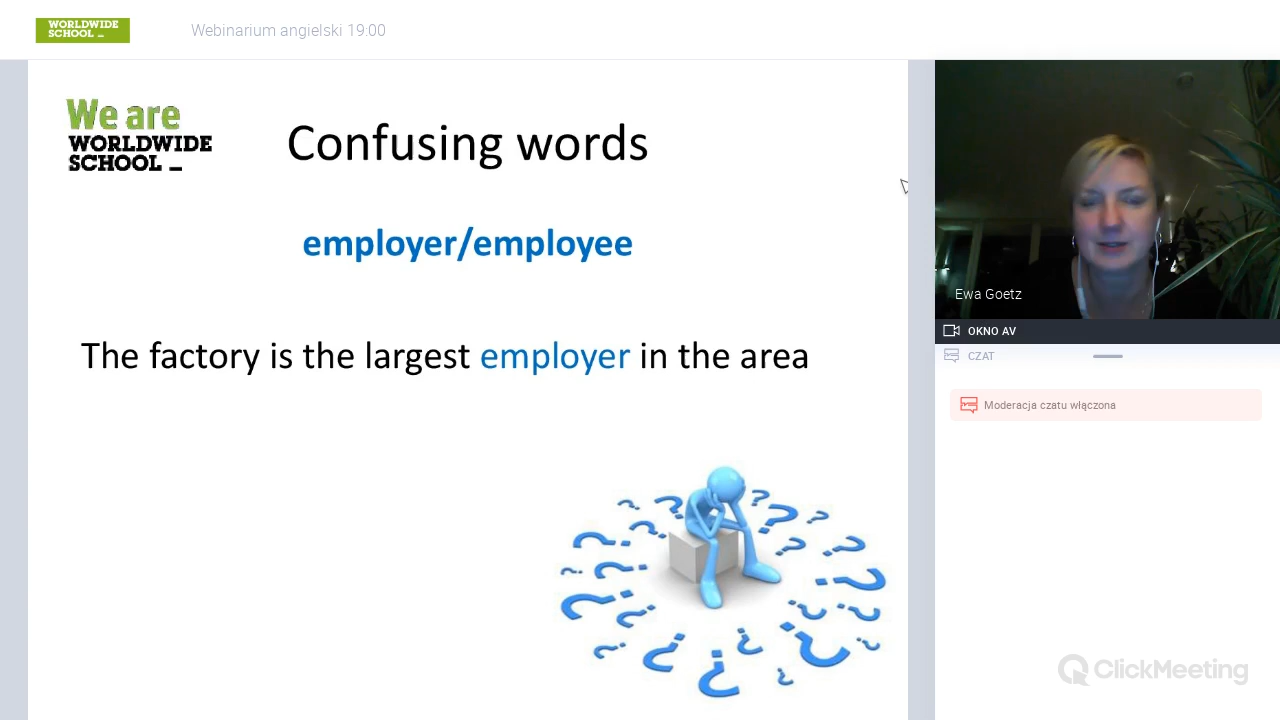 WORLDWIDE
SCHOOL _
Webinarium angielski 19:00
We are
WORLDWIDE
SCHOOL _
Confusing words
employer/employee
The factory is the largest employer in the area
Ewa Goetz
OKNO AV
CZAT
Moderacja czatu włączona
ClickMeeting